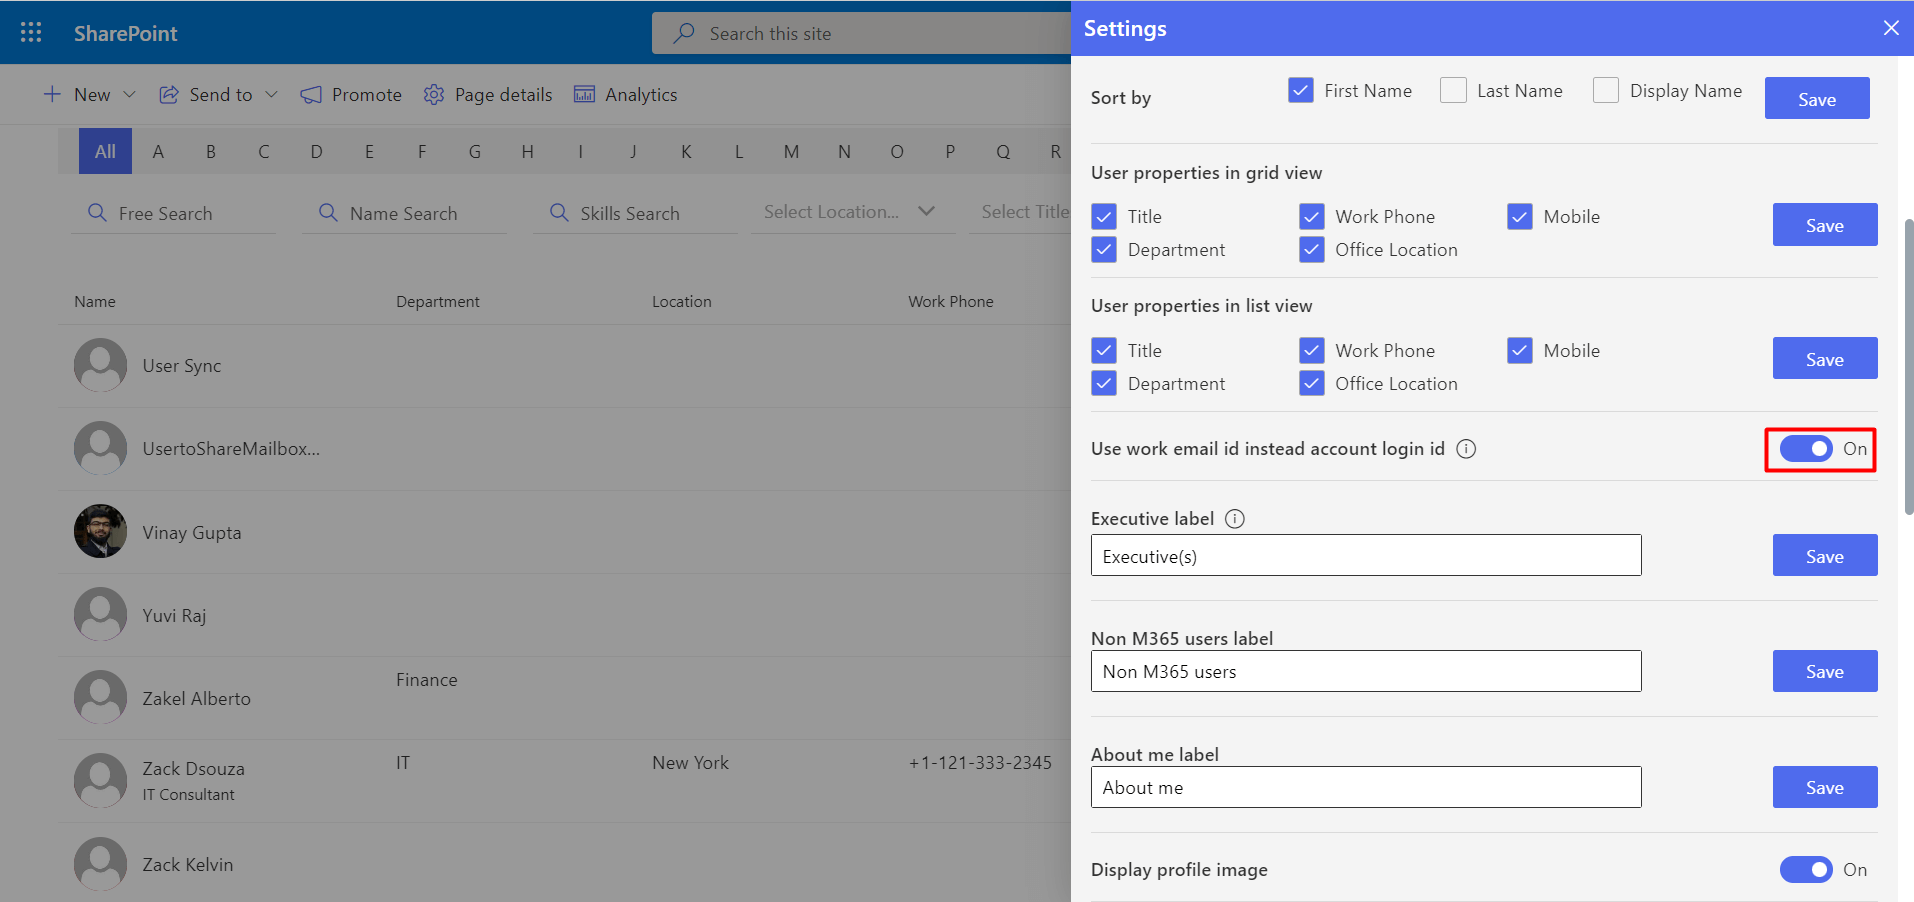 SharePoint
Search this site
New
Send to
Promote
Page details
Analytics
All A B C D E F G H I J K L M N O P Q R
Free Search
Name Search
Skills Search
Select Location...
Select Title
Name Department Location Work Phone
User Sync
UsertoShareMailbox...
Vinay Gupta
Yuvi Raj
Zakel Alberto Finance
Zack Dsouza IT New York +1-121-333-2345
IT Consultant
Zack Kelvin
Settings
Sort by First Name Last Name Display Name Save
User properties in grid view
Title Work Phone Mobile Save
Department Office Location
User properties in list view
Title Work Phone Mobile Save
Department Office Location
Use work email id instead account login id On
Executive label
Executive(s) Save
Non M365 users label
Non M365 users Save
About me label
About me Save
Display profile image On